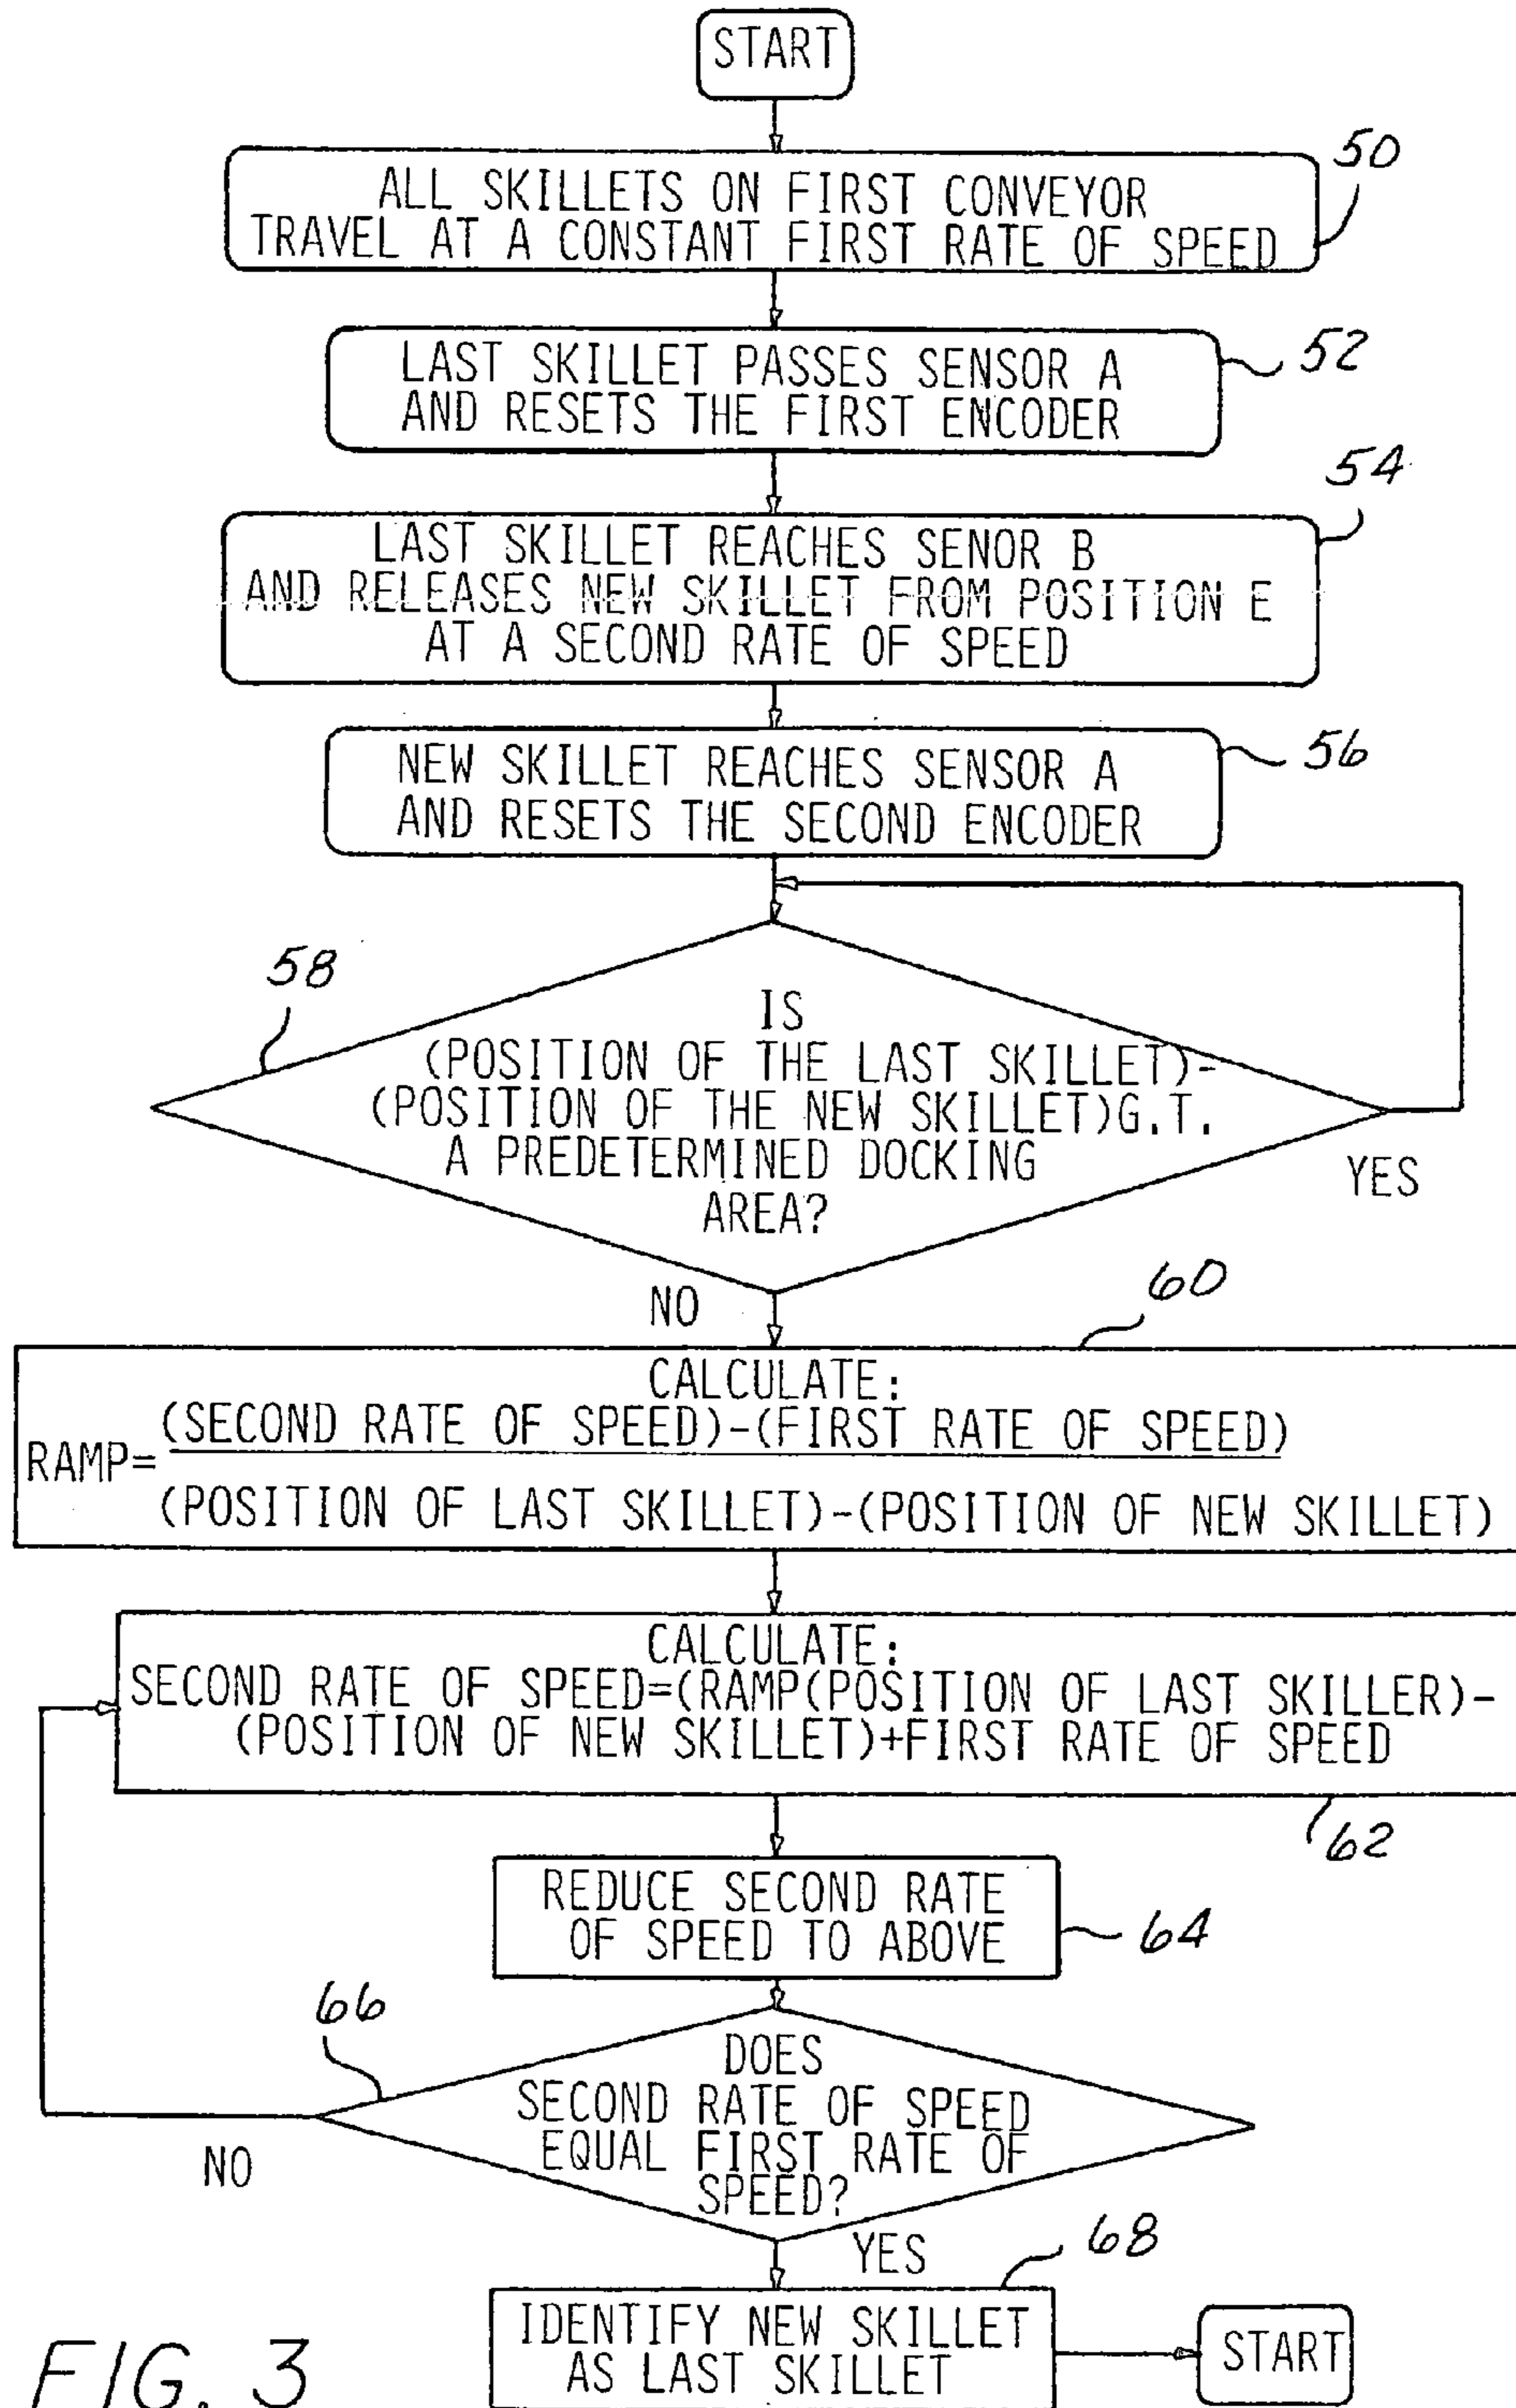 START
50
ALL SKILLETS ON FIRST CONVEYOR
TRAVEL AT A CONSTANT FIRST RATE OF SPEED
52
LAST SKILLET PASSES SENSOR A
AND RESETS THE FIRST ENCODER
54
LAST SKILLET REACHES SENOR B
AND RELEASES NEW SKILLET FROM POSITION E
AT A SECOND RATE OF SPEED
56
NEW SKILLET REACHES SENSOR A
AND RESETS THE SECOND ENCODER
58
IS
(POSITION OF THE LAST SKILLET)-
(POSITION OF THE NEW SKILLET)G.T.
A PREDETERMINED DOCKING
AREA?
YES
NO
60
CALCULATE:
(SECOND RATE OF SPEED)-(FIRST RATE OF SPEED)
RAMP=
(POSITION OF LAST SKILLET)-(POSITION OF NEW SKILLET)
CALCULATE:
SECOND RATE OF SPEED=(RAMP(POSITION OF LAST SKILLER)-
(POSITION OF NEW SKILLET)+FIRST RATE OF SPEED
62
REDUCE SECOND RATE
OF SPEED TO ABOVE
64
66
DOES
SECOND RATE OF SPEED
EQUAL FIRST RATE OF
SPEED?
NO
YES
68
IDENTIFY NEW SKILLET
AS LAST SKILLET
START
FIG. 3